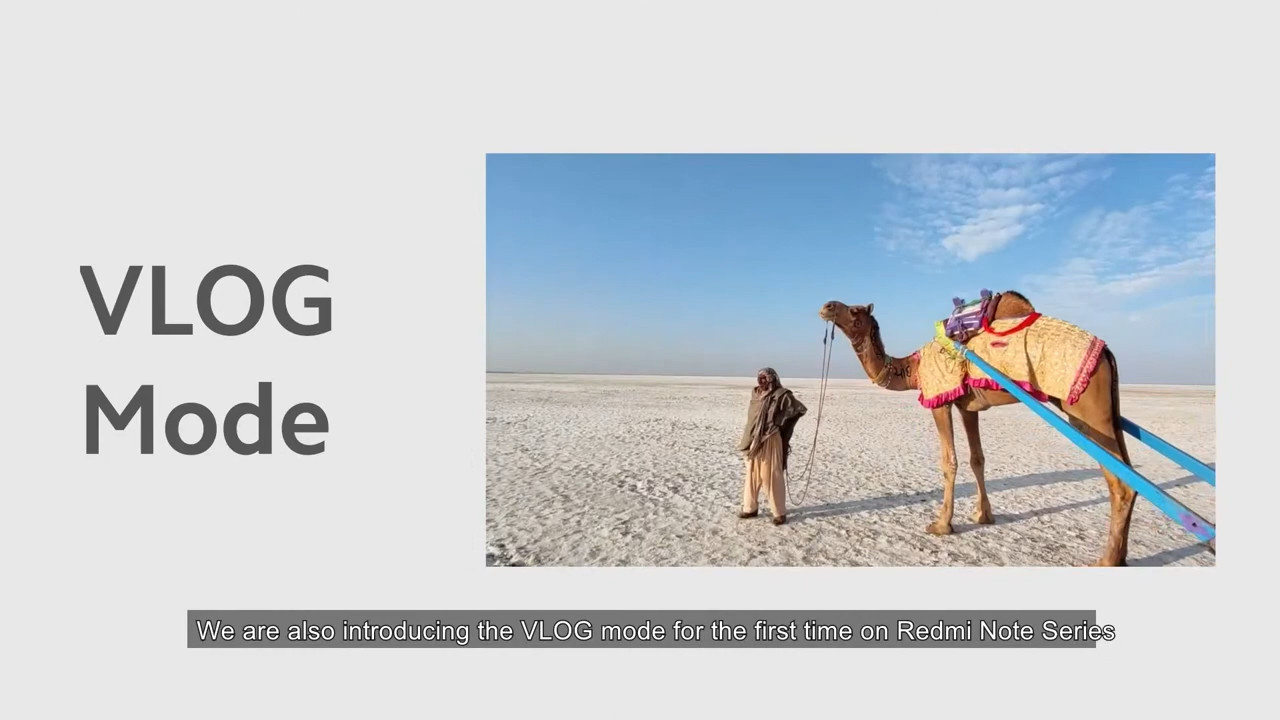 VLOG
Mode
We are also introducing the VLOG mode for the first time on Redmi Note Series